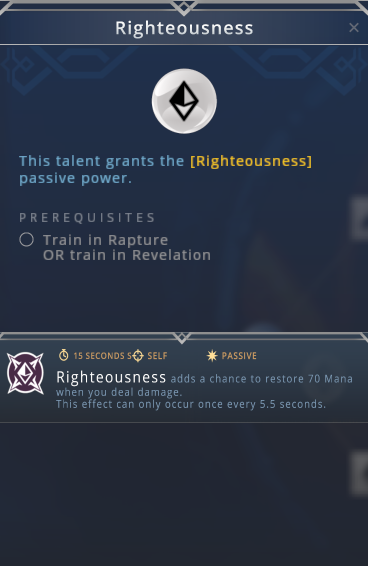 Righteousness
This talent grants the [Righteousness]
passive power.
PREREQUISITES
Train in Rapture
OR train in Revelation
15 SECONDS S SELF PASSIVE
Righteousness adds a chance to restore 70 Mana
when you deal damage.
This effect can only occur once every 5.5 seconds.